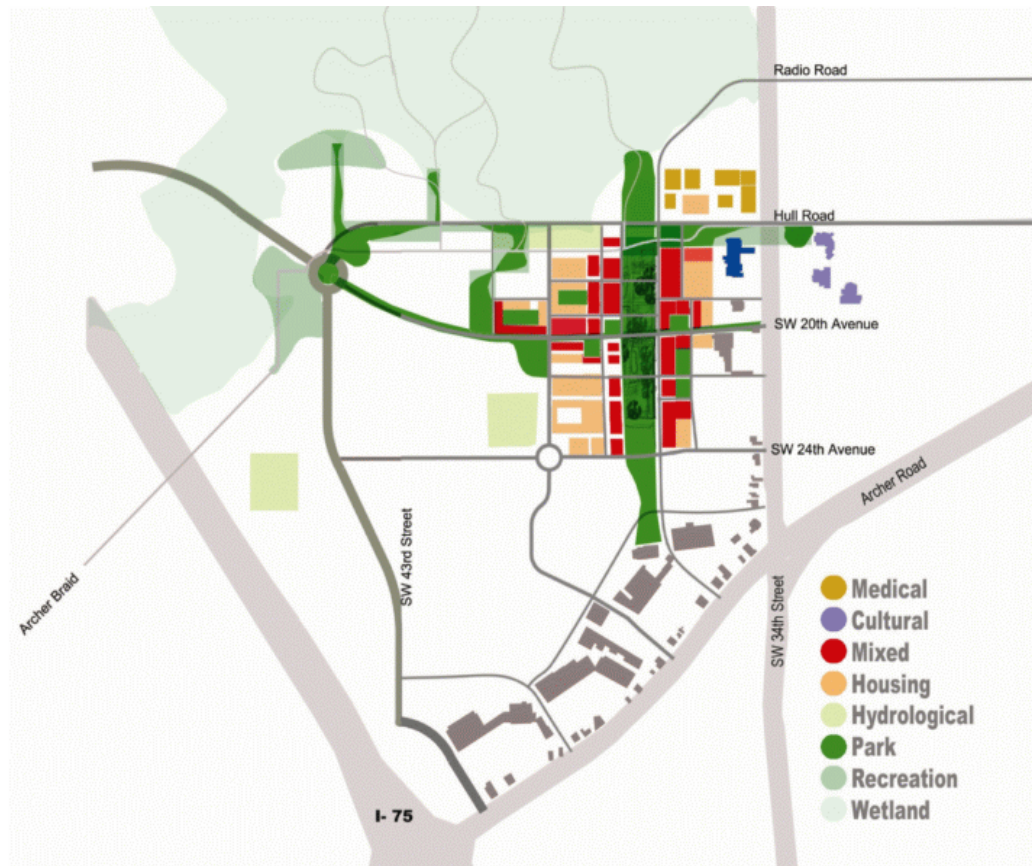 Radio Road
Hull Road
SW 20th Avenue
SW 24th Avenue
Archer Road
SW 43rd Street
Archer Braid
SW 34th Street
I- 75
Medical
Cultural
Mixed
Housing
Hydrological
Park
Recreation
Wetland